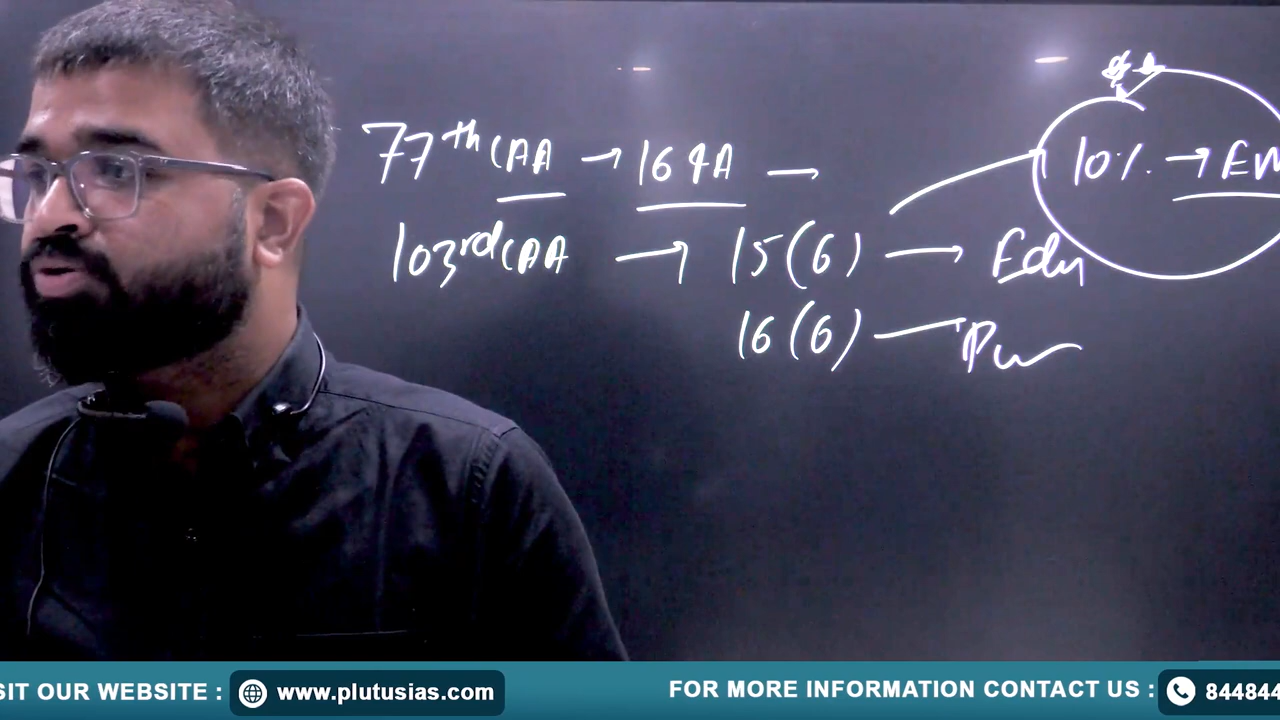 77th CAA → 164A →
103rd CAA → 15(6) → Edu
16(6) →
10% → EW
SIT OUR WEBSITE : www.plutusias.com
FOR MORE INFORMATION CONTACT US : 844844